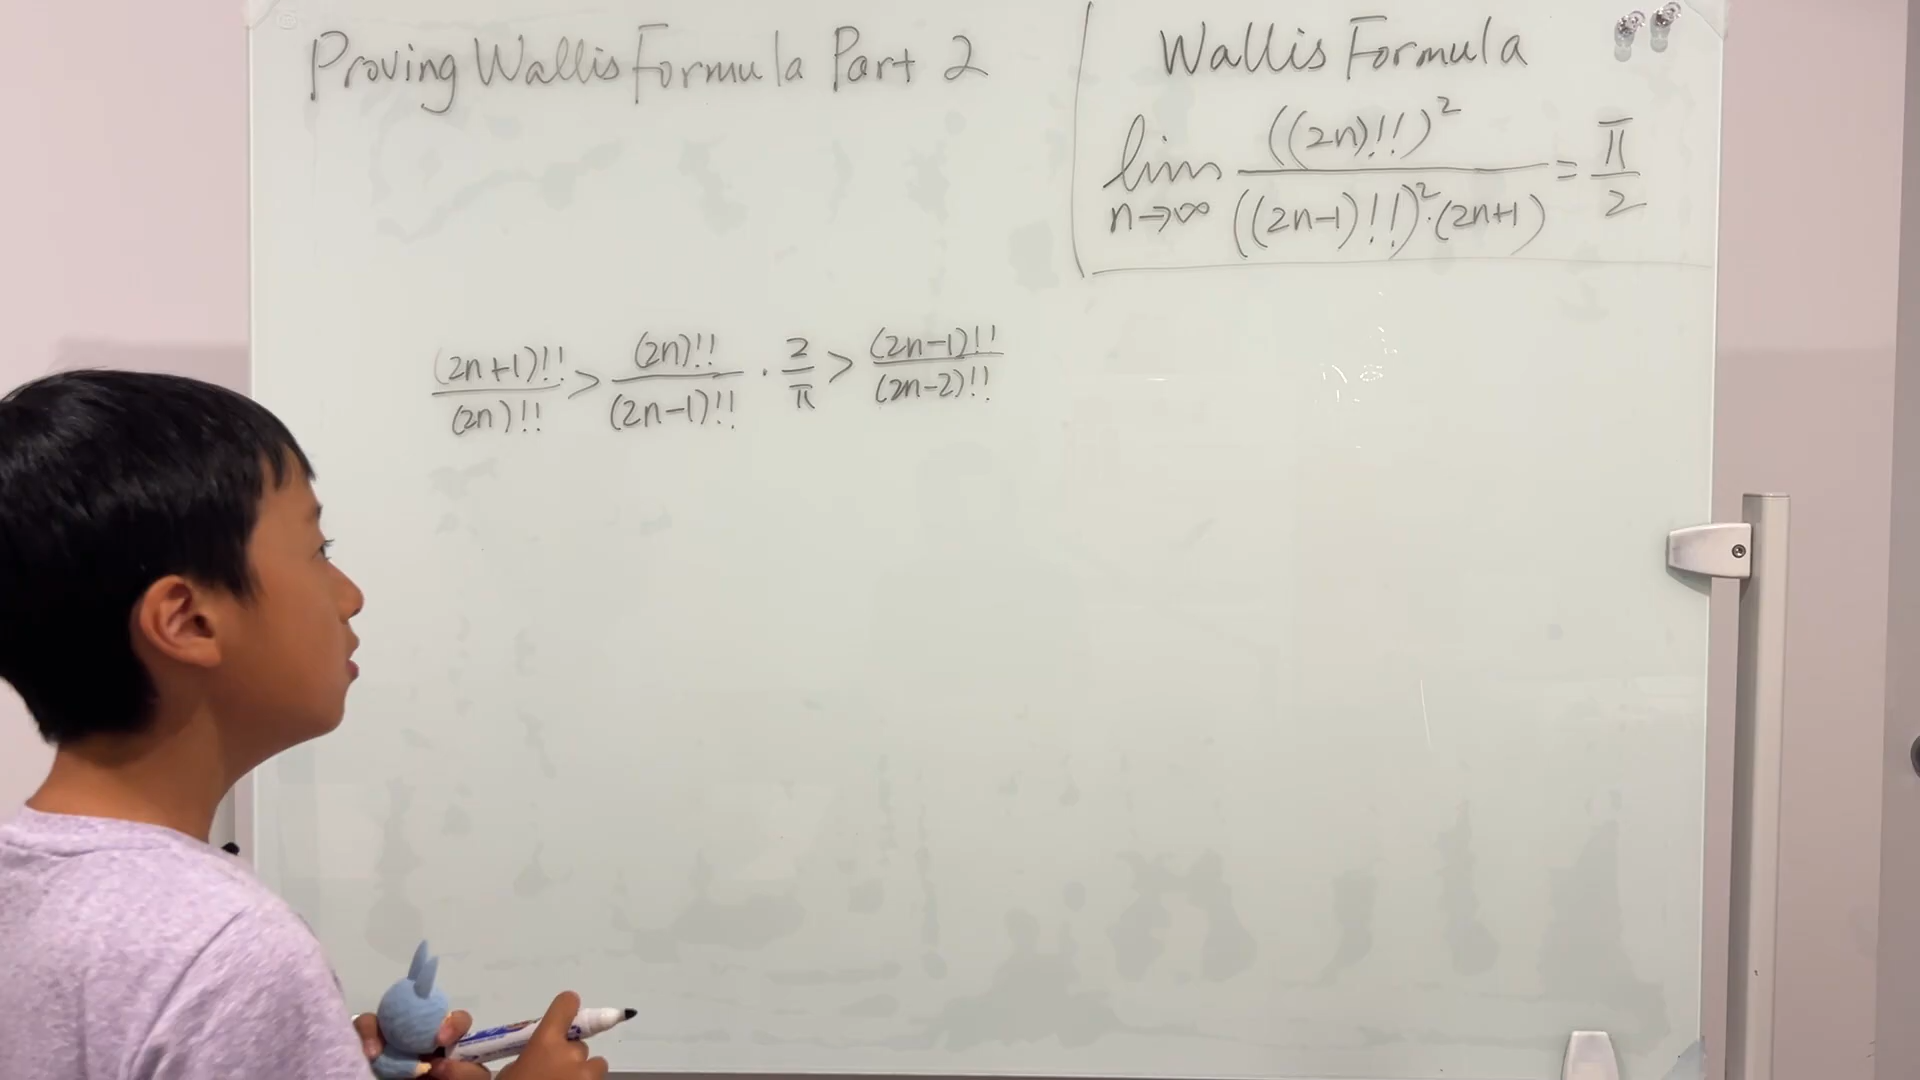 Proving Wallis Formula Part 2
Wallis Formula
lim n→∞ ((2n)!!)² / ((2n-1)!!)²·(2n+1) = π/2
(2n+1)!!/(2n)!! > (2n)!!/(2n-1)!! · 2/π > (2n-1)!!/(2n-2)!!